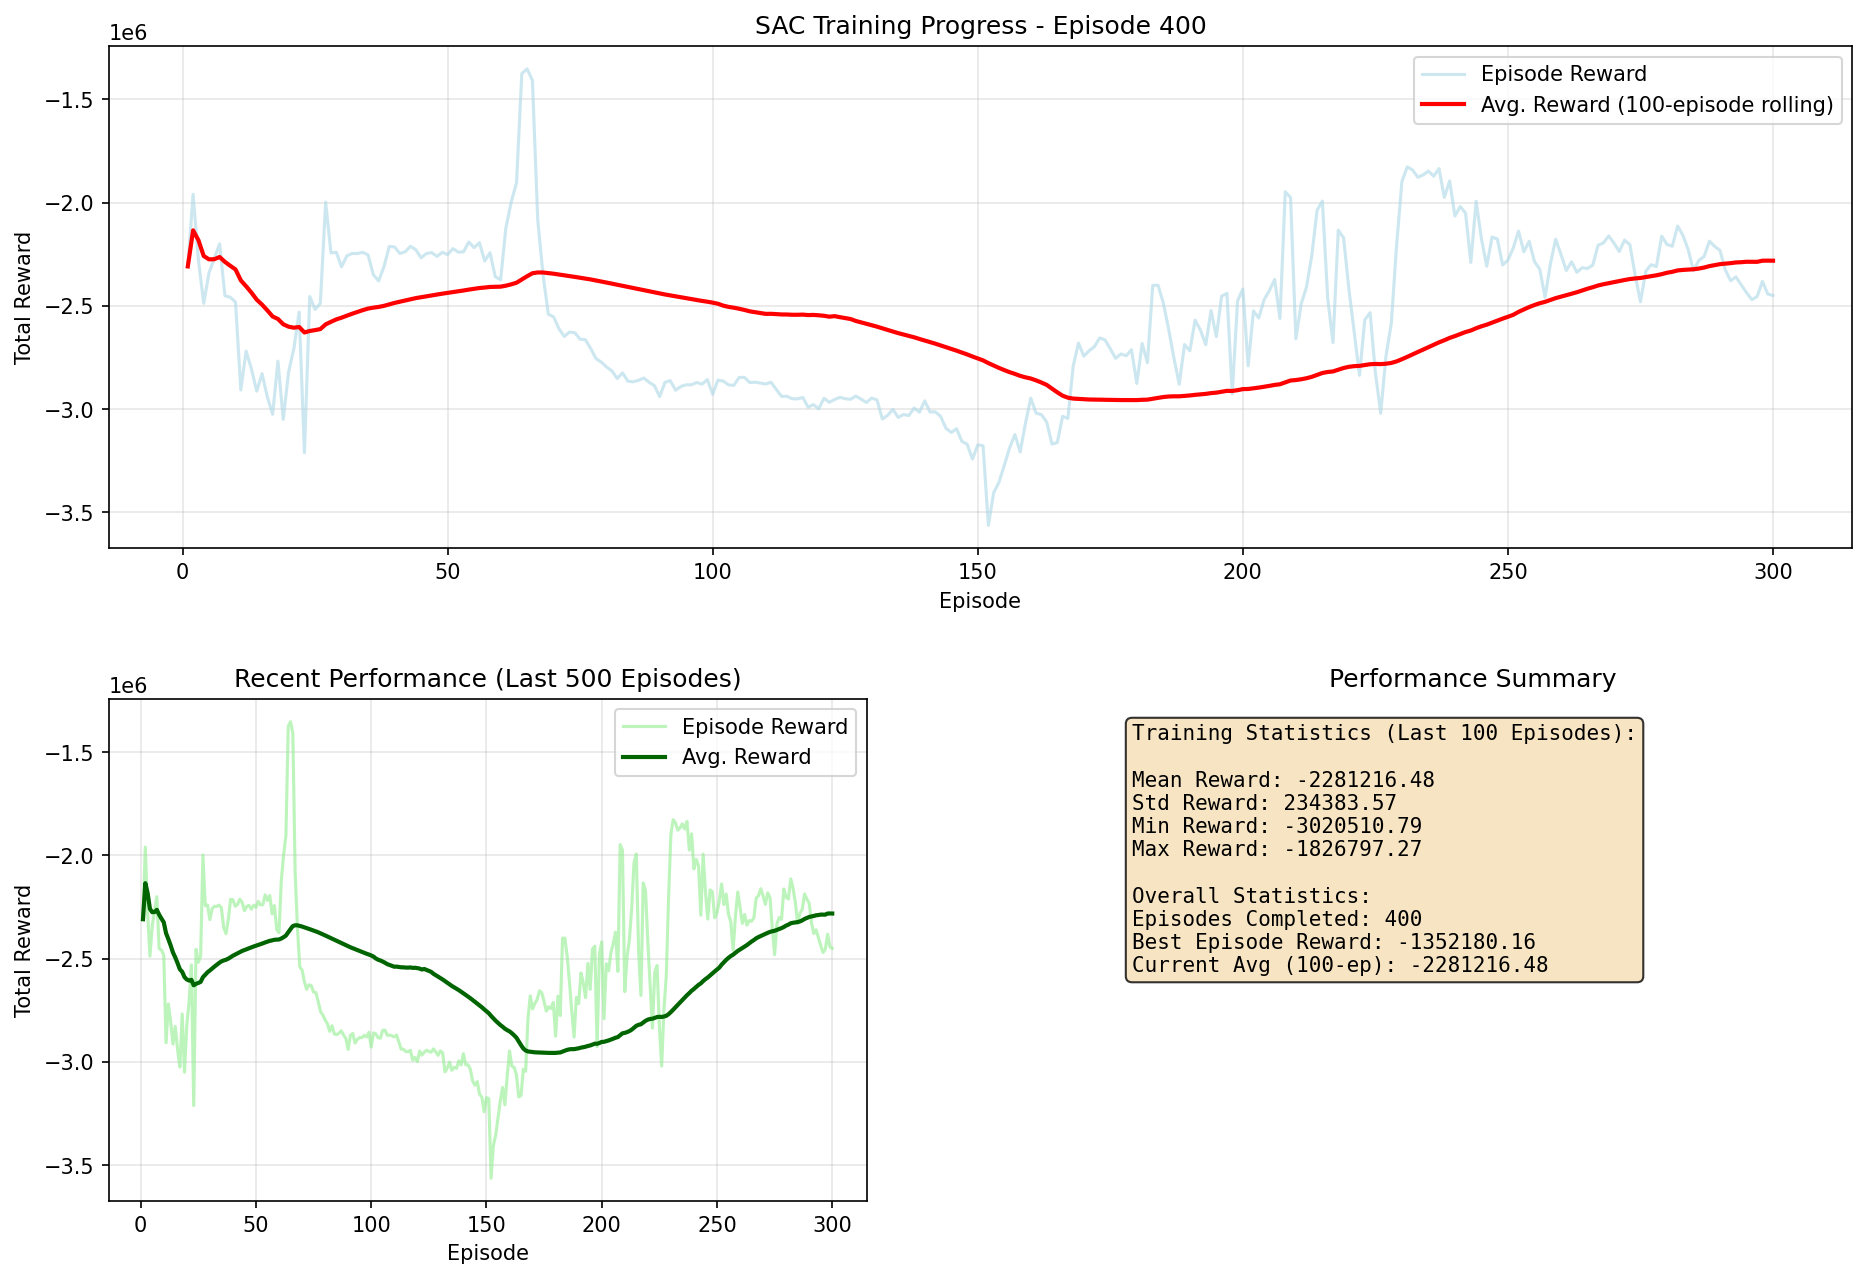 SAC Training Progress - Episode 400
1e6
Episode Reward
Avg. Reward (100-episode rolling)
Total Reward
−1.5
−2.0
−2.5
−3.0
−3.5
0 50 100 150 200 250 300
Episode
Recent Performance (Last 500 Episodes)
1e6
Episode Reward
Avg. Reward
Total Reward
−1.5
−2.0
−2.5
−3.0
−3.5
0 50 100 150 200 250 300
Episode
Performance Summary
Training Statistics (Last 100 Episodes):
Mean Reward: -2281216.48
Std Reward: 234383.57
Min Reward: -3020510.79
Max Reward: -1826797.27
Overall Statistics:
Episodes Completed: 400
Best Episode Reward: -1352180.16
Current Avg (100-ep): -2281216.48